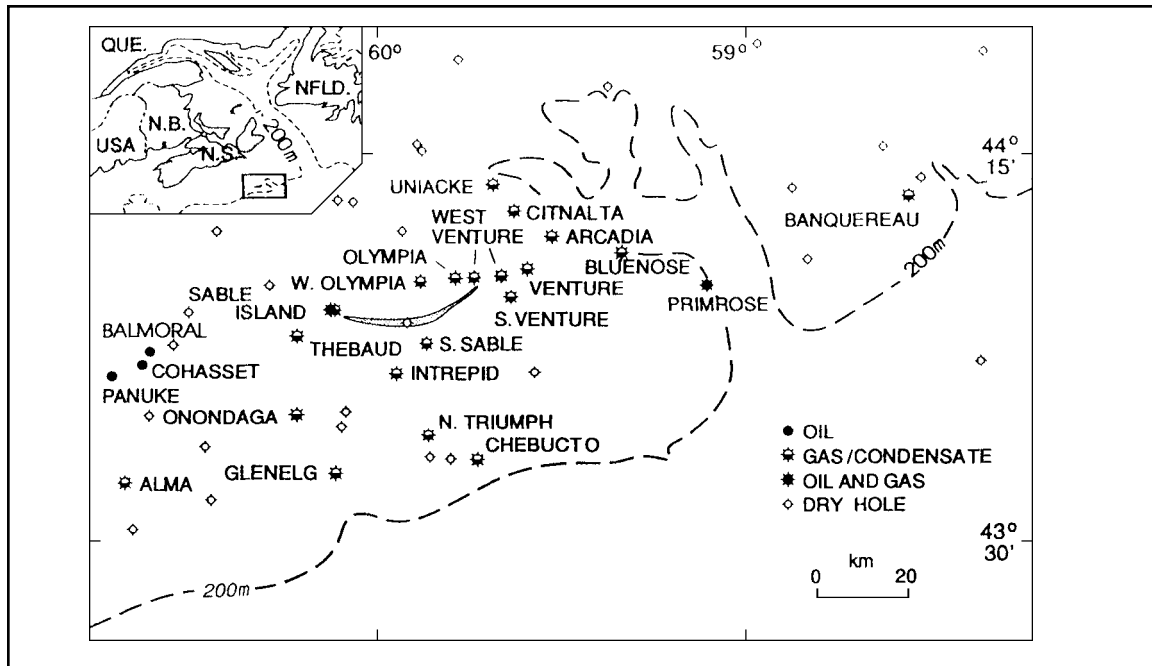 QUE.
NFLD.
N.B.
USA
N.S.
200m
60°
59°
44°
15'
UNIACKE
CITNALTA
WEST
VENTURE
ARCADIA
BANQUEREAU
OLYMPIA
BLUENOSE
200m
W. OLYMPIA
VENTURE
PRIMROSE
SABLE
ISLAND
S. VENTURE
BALMORAL
THEBAUD
S. SABLE
COHASSET
INTREPID
PANUKE
ONONDAGA
N. TRIUMPH
CHEBUCTO
GLENELG
ALMA
OIL
GAS/CONDENSATE
OIL AND GAS
DRY HOLE
43°
30'
km
0 20
200m